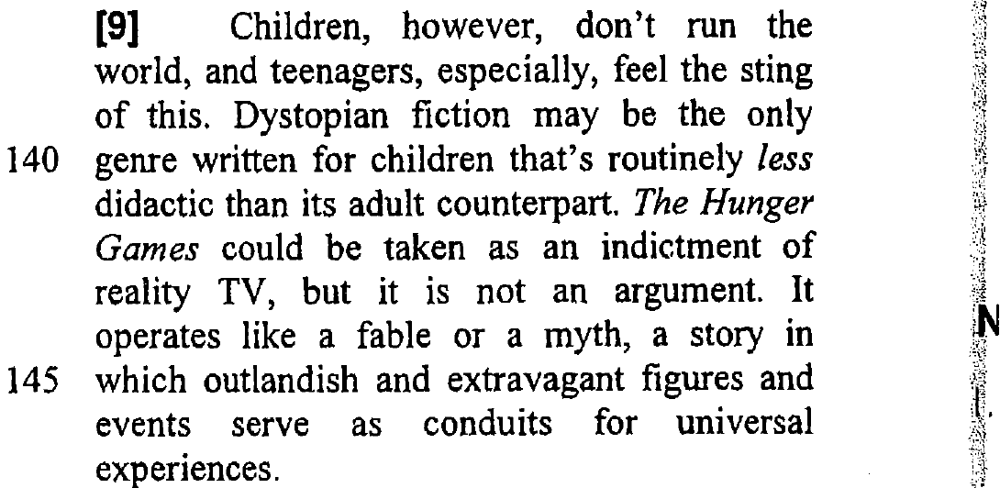 [9] Children, however, don't run the
world, and teenagers, especially, feel the sting
of this. Dystopian fiction may be the only
140 genre written for children that's routinely less
didactic than its adult counterpart. The Hunger
Games could be taken as an indictment of
reality TV, but it is not an argument. It
operates like a fable or a myth, a story in
145 which outlandish and extravagant figures and
events serve as conduits for universal
experiences.
N